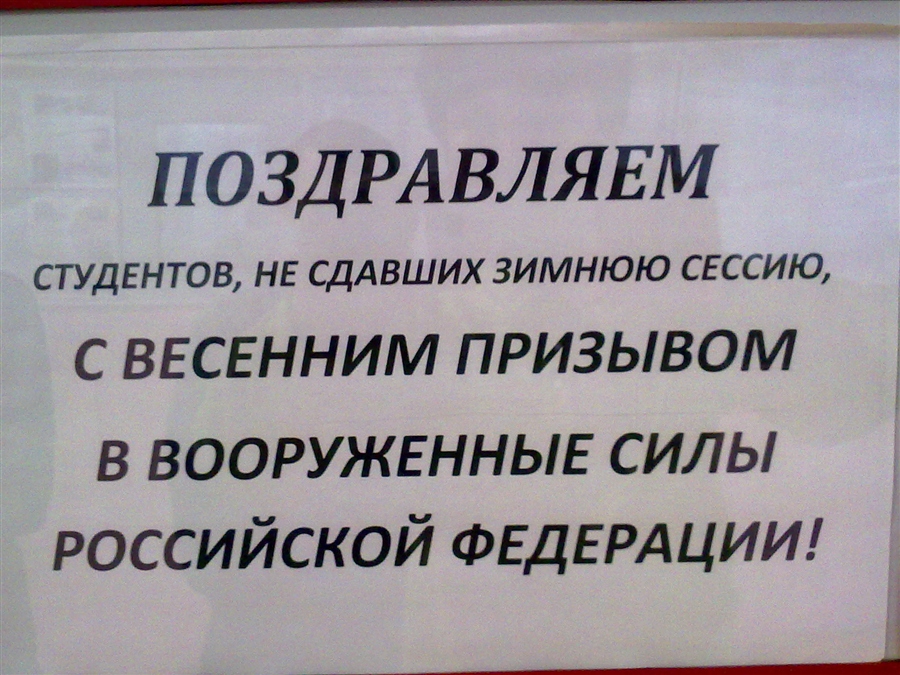 ПОЗДРАВЛЯЕМ
СТУДЕНТОВ, НЕ СДАВШИХ ЗИМНЮЮ СЕССИЮ,
С ВЕСЕННИМ ПРИЗЫВОМ
В ВООРУЖЕННЫЕ СИЛЫ
РОССИЙСКОЙ ФЕДЕРАЦИИ!